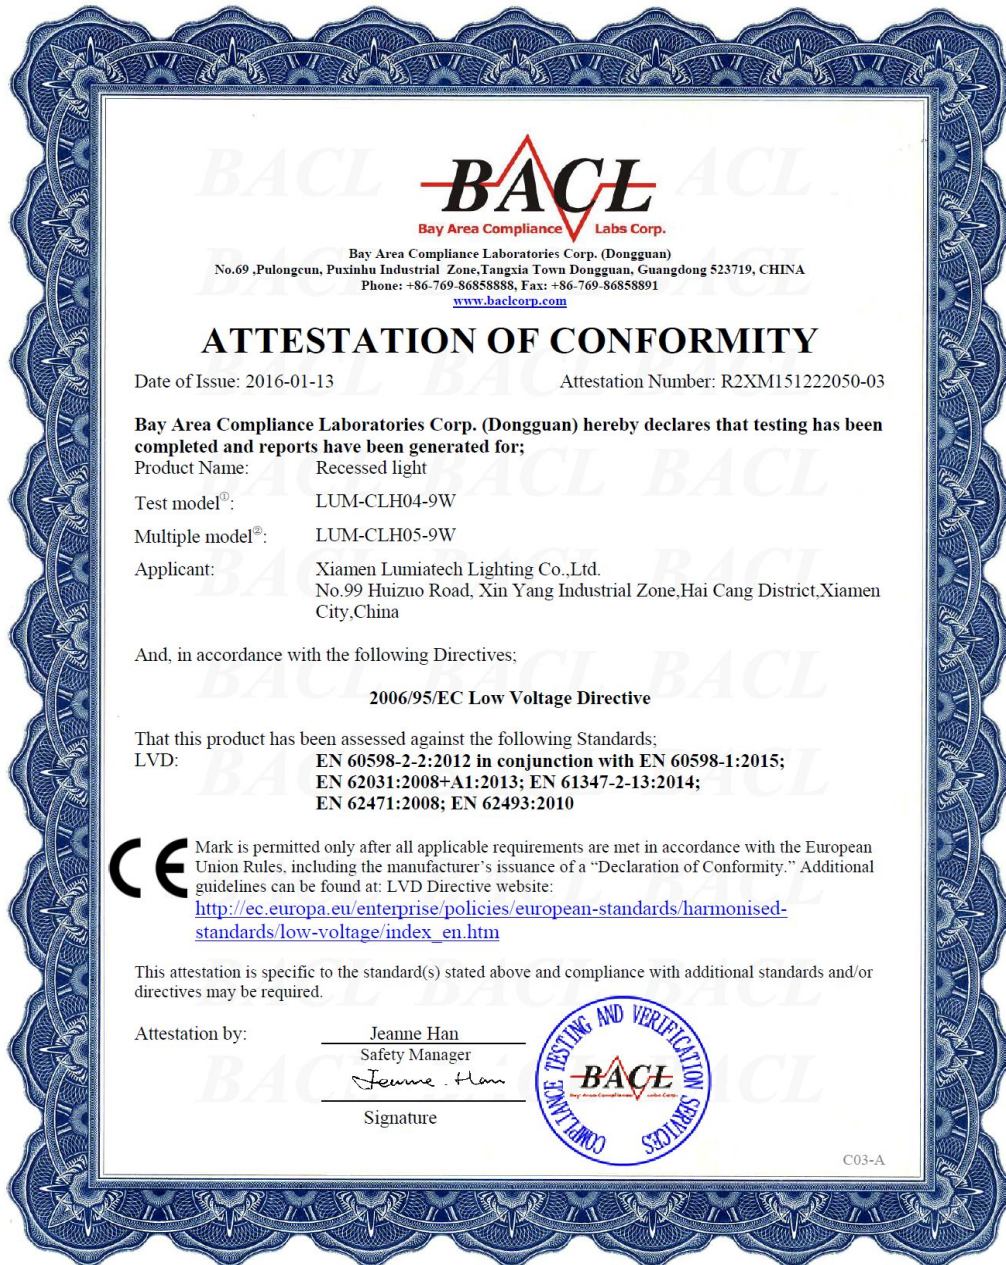 BACL
Bay Area Compliance Labs Corp.
Bay Area Compliance Laboratories Corp. (Dongguan)
No.69 ,Pulongcun, Puxinhu Industrial Zone,Tangxia Town Dongguan, Guangdong 523719, CHINA
Phone: +86-769-86858888, Fax: +86-769-86858891
www.baclcorp.com
ATTESTATION OF CONFORMITY
Date of Issue: 2016-01-13 Attestation Number: R2XM151222050-03
Bay Area Compliance Laboratories Corp. (Dongguan) hereby declares that testing has been
completed and reports have been generated for;
Product Name: Recessed light
Test model①: LUM-CLH04-9W
Multiple model②: LUM-CLH05-9W
Applicant: Xiamen Lumiatech Lighting Co.,Ltd.
No.99 Huizuo Road, Xin Yang Industrial Zone,Hai Cang District,Xiamen
City,China
And, in accordance with the following Directives;
2006/95/EC Low Voltage Directive
That this product has been assessed against the following Standards;
LVD: EN 60598-2-2:2012 in conjunction with EN 60598-1:2015;
EN 62031:2008+A1:2013; EN 61347-2-13:2014;
EN 62471:2008; EN 62493:2010
CE Mark is permitted only after all applicable requirements are met in accordance with the European
Union Rules, including the manufacturer's issuance of a “Declaration of Conformity.” Additional
guidelines can be found at: LVD Directive website:
http://ec.europa.eu/enterprise/policies/european-standards/harmonised-
standards/low-voltage/index_en.htm
This attestation is specific to the standard(s) stated above and compliance with additional standards and/or
directives may be required.
Attestation by: Jeanne Han
Safety Manager
Jeanne. Han
Signature
COMPLIANCE TESTING AND VERIFICATION SERVICES
BACL
Bay Area Compliance Labs Corp.
C03-A